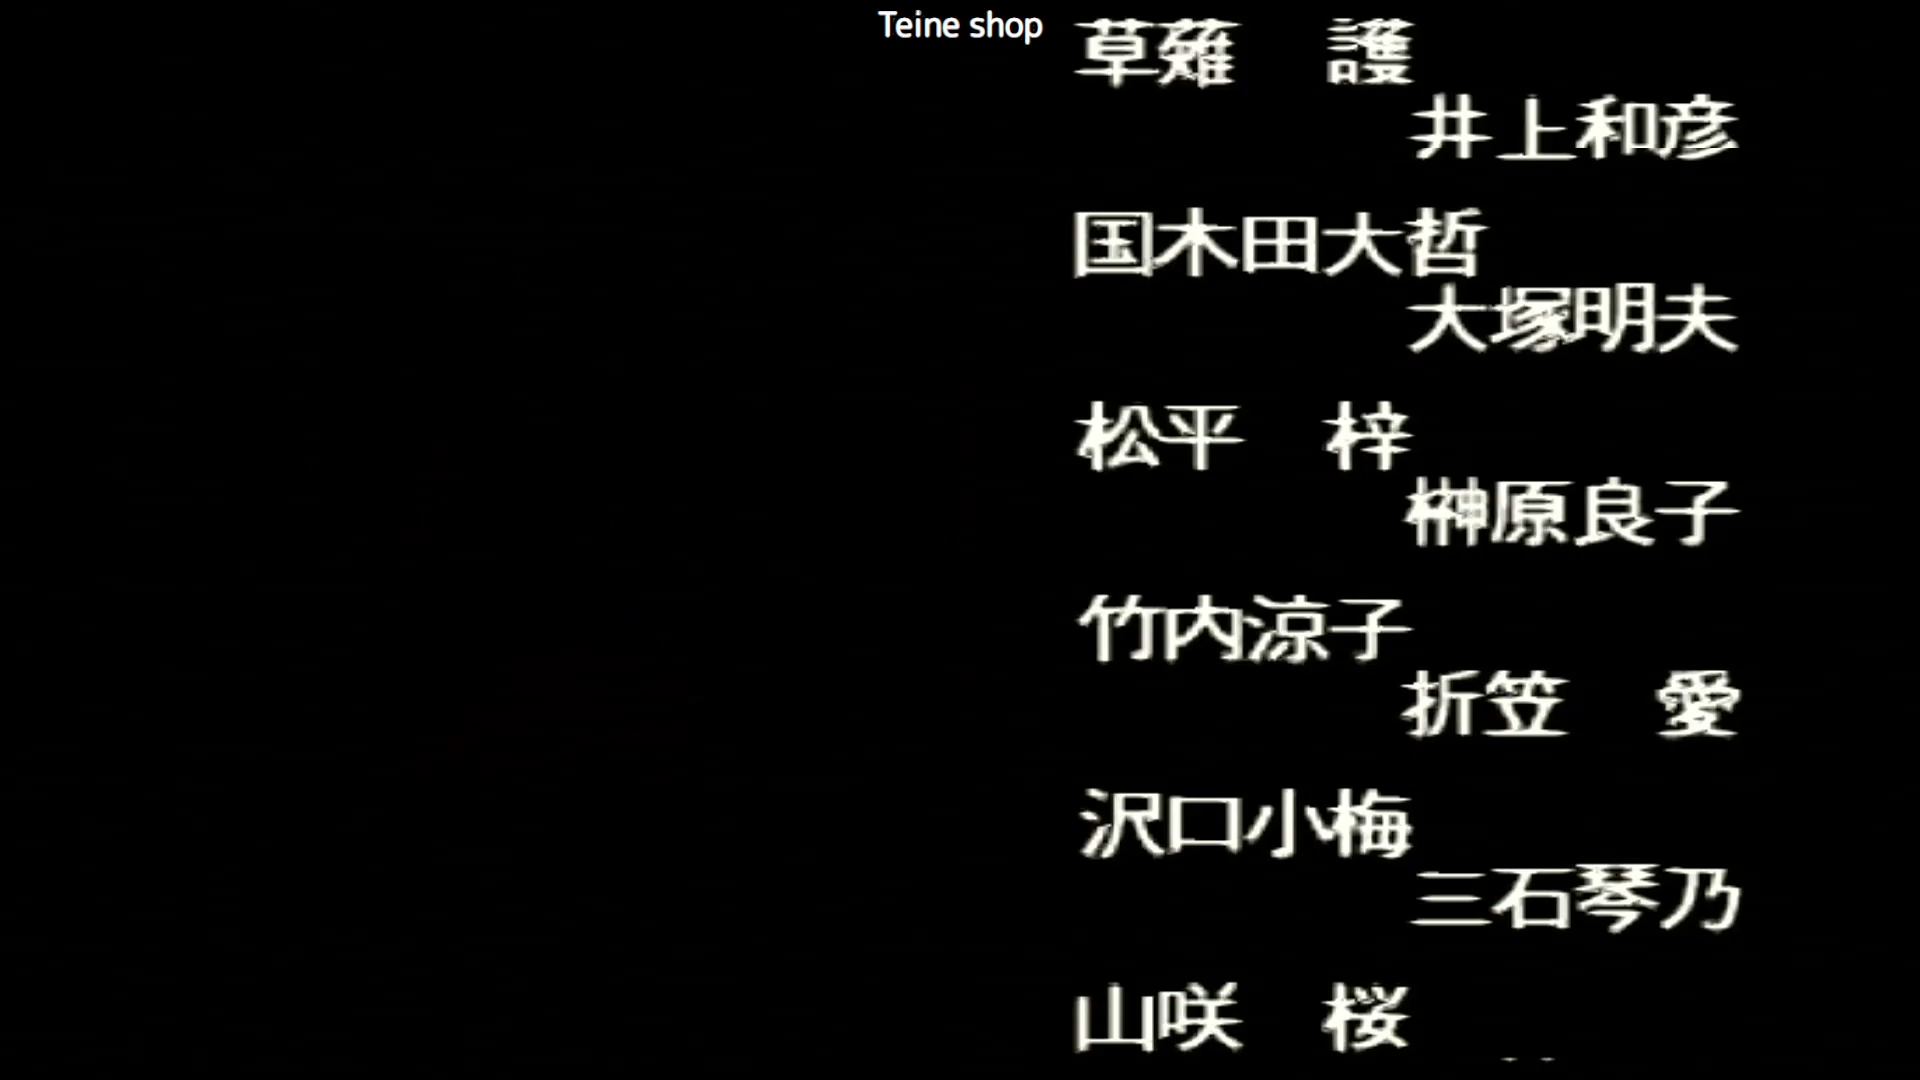 Teine shop
草薙　護
井上和彦
国木田大哲
大塚明夫
松平　梓
榊原良子
竹内涼子
折笠　愛
沢口小梅
三石琴乃
山咲　桜